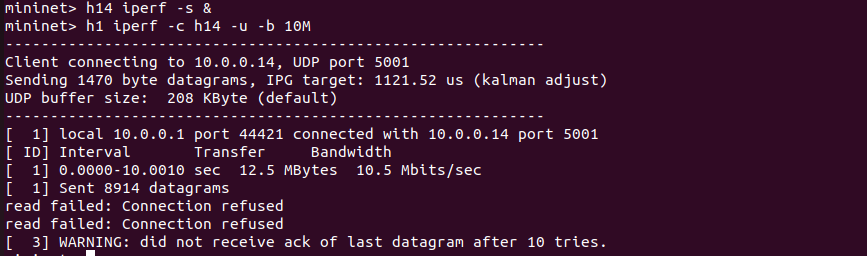 mininet> h14 iperf -s &
mininet> h1 iperf -c h14 -u -b 10M
------------------------------------------------------------
Client connecting to 10.0.0.14, UDP port 5001
Sending 1470 byte datagrams, IPG target: 1121.52 us (kalman adjust)
UDP buffer size:  208 KByte (default)
------------------------------------------------------------
[  1] local 10.0.0.1 port 44421 connected with 10.0.0.14 port 5001
[ ID] Interval       Transfer     Bandwidth
[  1] 0.0000-10.0010 sec  12.5 MBytes  10.5 Mbits/sec
[  1] Sent 8914 datagrams
read failed: Connection refused
read failed: Connection refused
[  3] WARNING: did not receive ack of last datagram after 10 tries.
mininet>